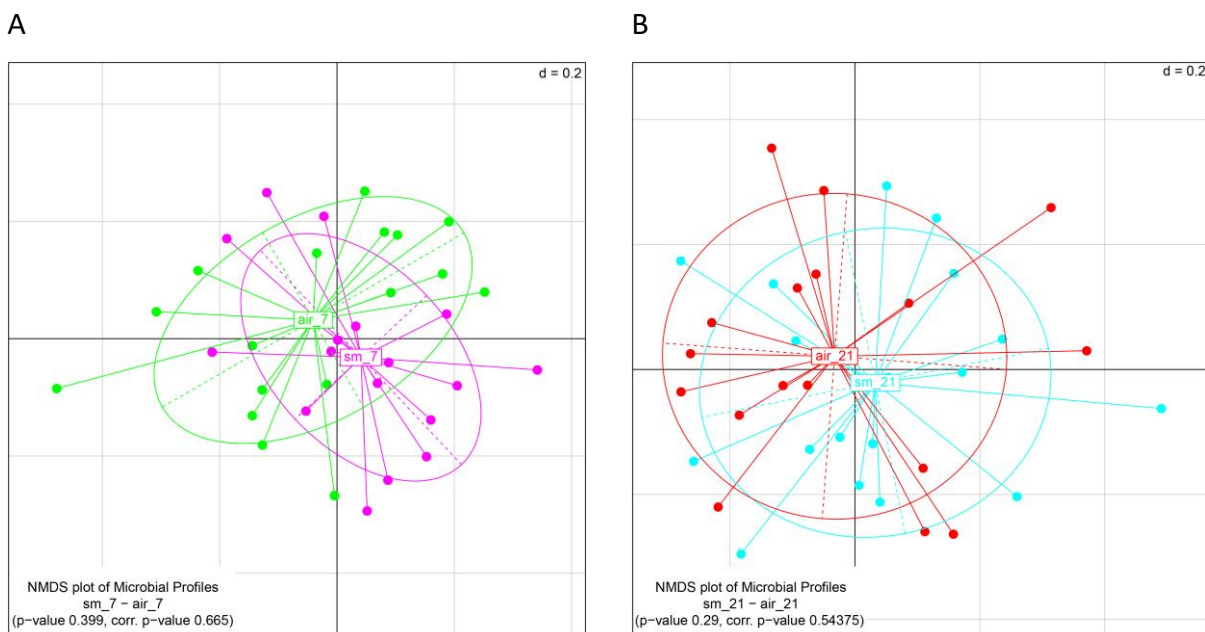 A
B
d = 0.2
air_7
sm_7
NMDS plot of Microbial Profiles
sm_7 − air_7
(p−value 0.399, corr. p−value 0.665)
d = 0.2
air_21
sm_21
NMDS plot of Microbial Profiles
sm_21 − air_21
(p−value 0.29, corr. p−value 0.54375)